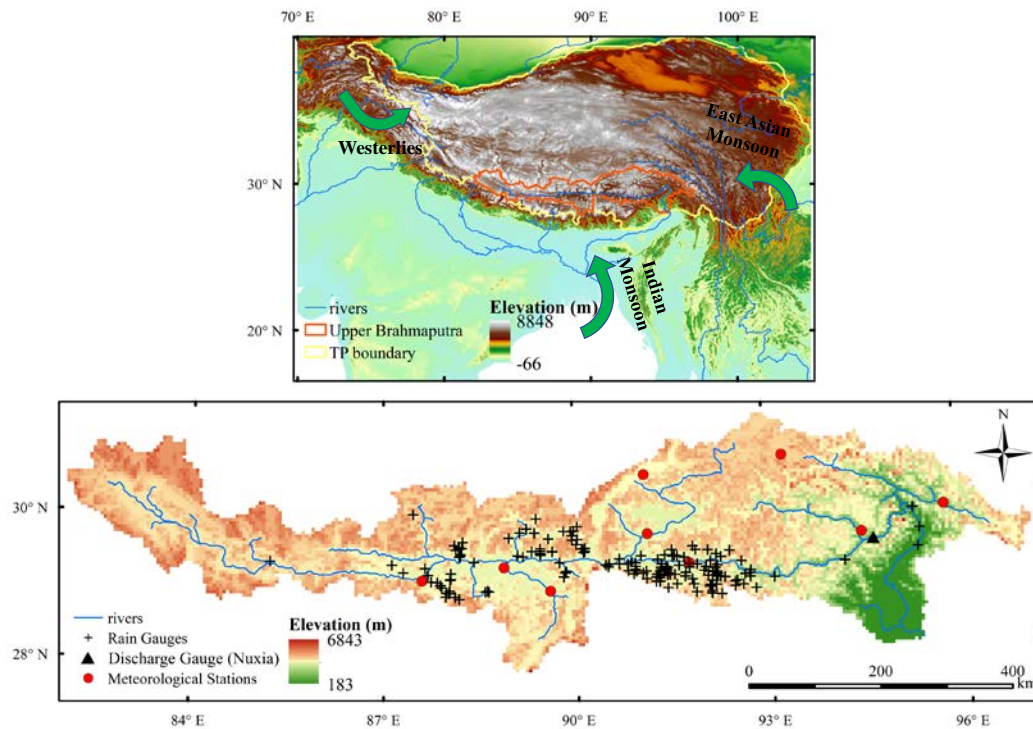 70° E 80° E 90° E 100° E
East Asian
Monsoon
Westerlies
30° N
Indian
Monsoon
rivers
Elevation (m)
8848
Upper Brahmaputra
20° N
TP boundary
-66
N
30° N
rivers
Elevation (m)
Rain Gauges
6843
Discharge Gauge (Nuxia)
28° N
Meteorological Stations
183
0 200 400
km
84° E 87° E 90° E 93° E 96° E